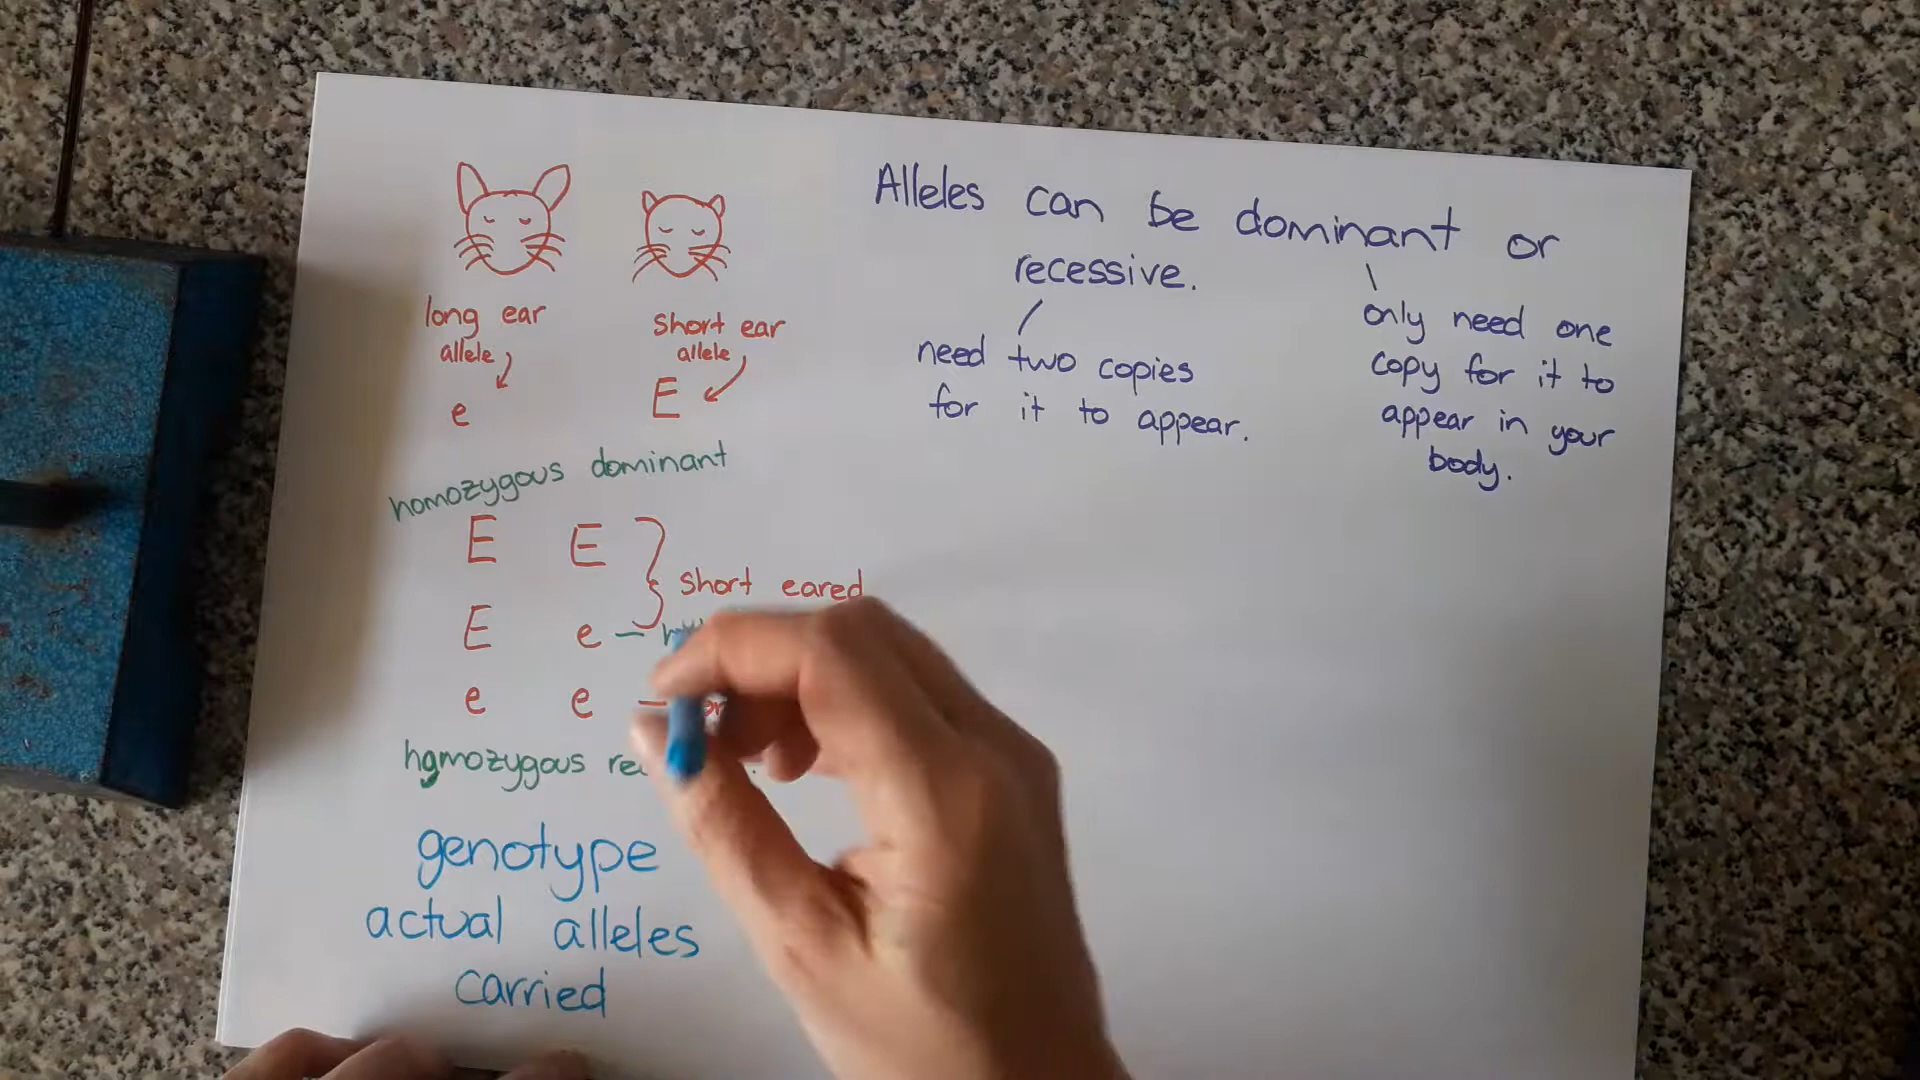 long ear
allele
e
short ear
allele
E
homozygous dominant
E E
short eared
E e –
e e –
homozygous
genotype
actual alleles
carried
Alleles can be dominant or
recessive.
need two copies
for it to appear.
only need one
copy for it to
appear in your
body.